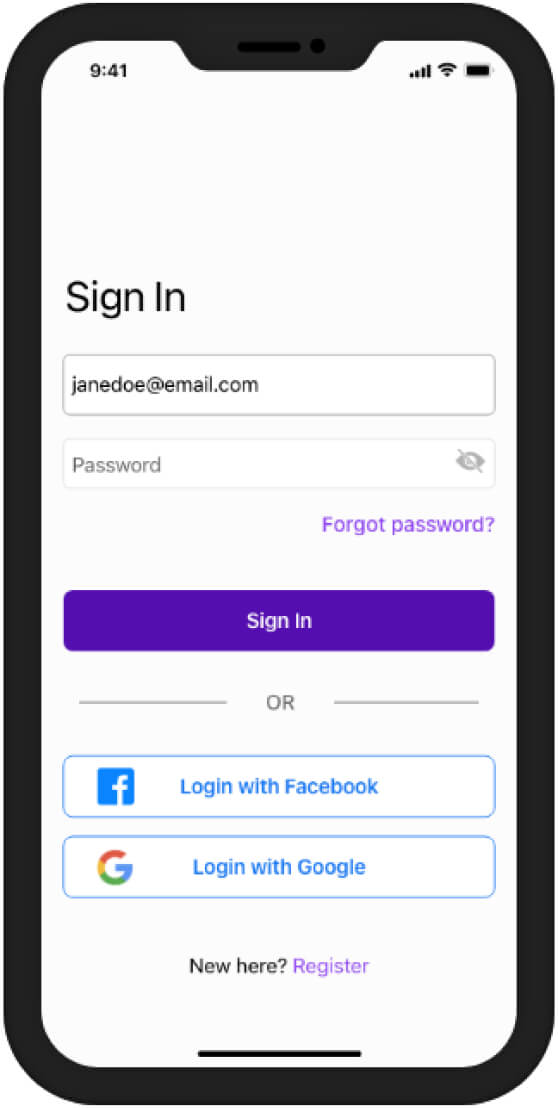 9:41
Sign In
janedoe@email.com
Password
Forgot password?
Sign In
OR
Login with Facebook
Login with Google
New here? Register